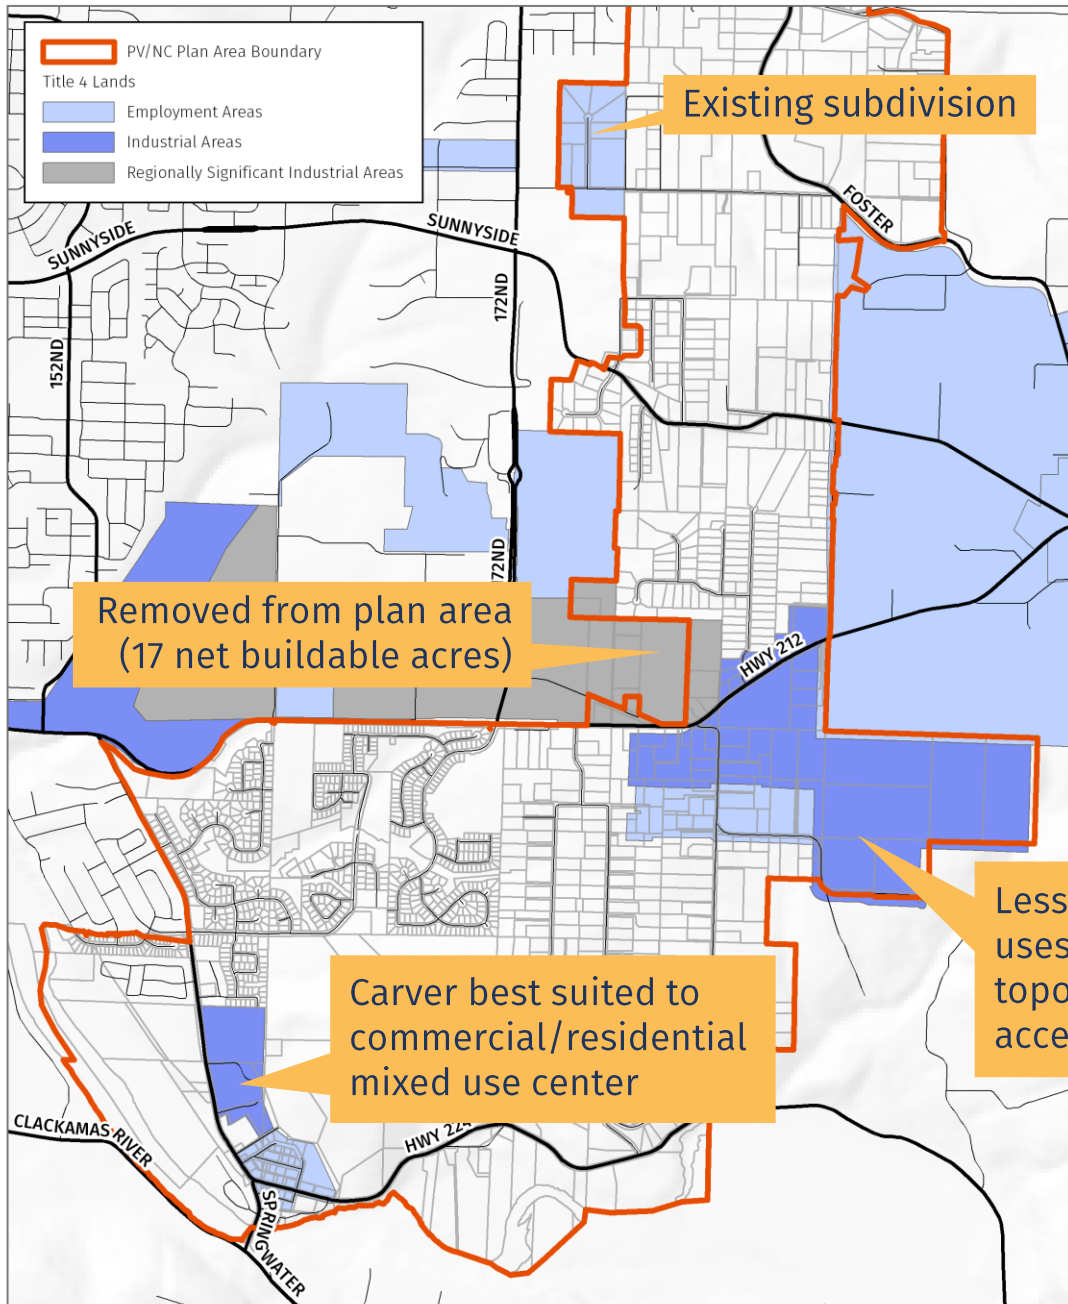 PV/NC Plan Area Boundary
Title 4 Lands
Employment Areas
Industrial Areas
Regionally Significant Industrial Areas
Existing subdivision
FOSTER
SUNNYSIDE
SUNNYSIDE
172ND
152ND
72ND
Removed from plan area
(17 net buildable acres)
HWY 212
Less
uses
topo
acce
Carver best suited to
commercial/residential
mixed use center
CLACKAMAS RIVER
HWY 224
SPRINGWATER